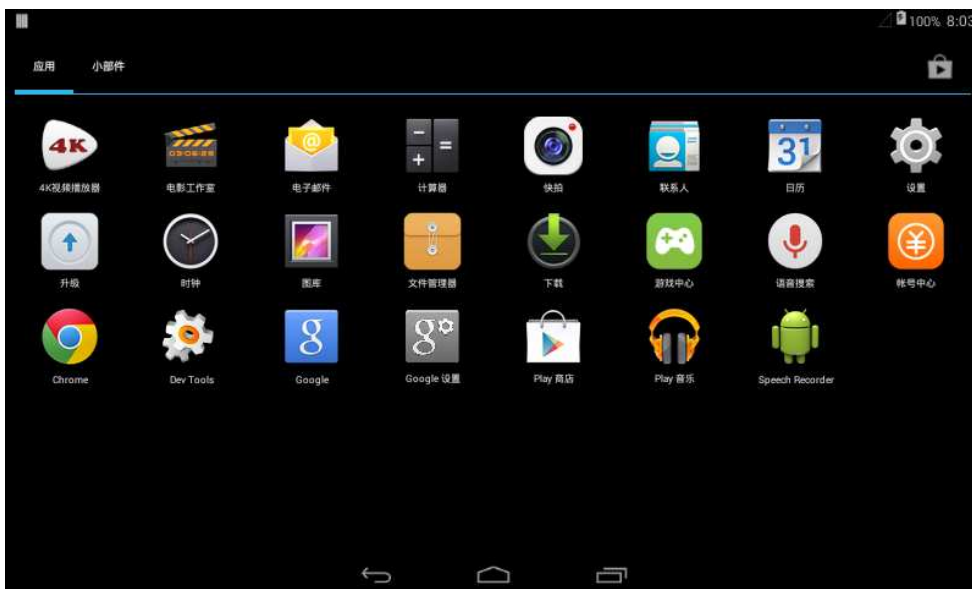 100% 8:03
应用 小部件
4K
03:06:28
@
31
4K视频播放器 电影工作室 电子邮件 计算器 快拍 联系人 日历 设置
升级 时钟 图库 文件管理器 下载 游戏中心 语音搜索 帐号中心
g g
Chrome Dev Tools Google Google 设置 Play 商店 Play 音乐 Speech Recorder